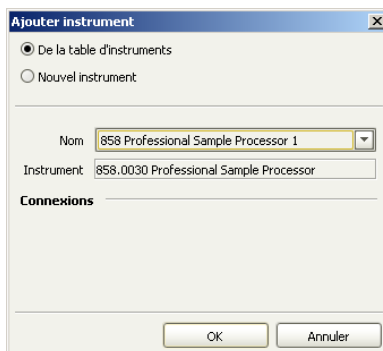 Ajouter instrument
De la table d'instruments
Nouvel instrument
Nom 858 Professional Sample Processor 1
Instrument 858.0030 Professional Sample Processor
Connexions
OK Annuler